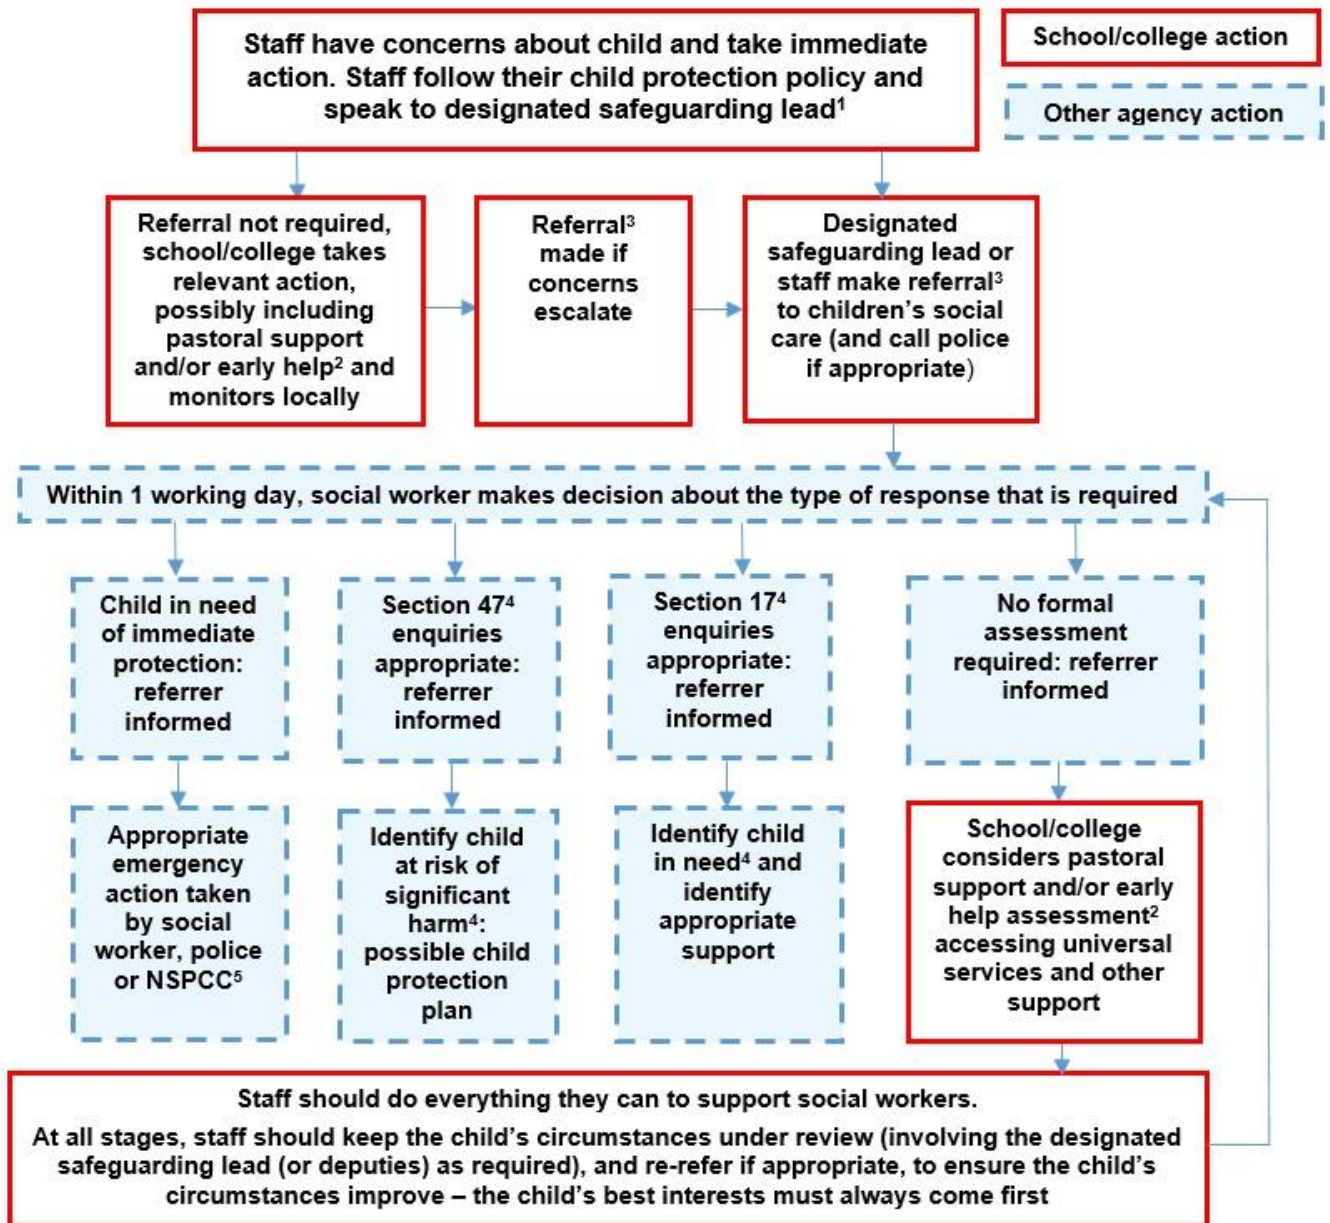 Staff have concerns about child and take immediate
action. Staff follow their child protection policy and
speak to designated safeguarding lead¹
School/college action
Other agency action
Referral not required,
school/college takes
relevant action,
possibly including
pastoral support
and/or early help² and
monitors locally
Referral³
made if
concerns
escalate
Designated
safeguarding lead or
staff make referral³
to children’s social
care (and call police
if appropriate)
Within 1 working day, social worker makes decision about the type of response that is required
Child in need
of immediate
protection:
referrer
informed
Section 47⁴
enquiries
appropriate:
referrer
informed
Section 17⁴
enquiries
appropriate:
referrer
informed
No formal
assessment
required: referrer
informed
Appropriate
emergency
action taken
by social
worker, police
or NSPCC⁵
Identify child
at risk of
significant
harm⁴:
possible child
protection
plan
Identify child
in need⁴ and
identify
appropriate
support
School/college
considers pastoral
support and/or early
help assessment²
accessing universal
services and other
support
Staff should do everything they can to support social workers.
At all stages, staff should keep the child’s circumstances under review (involving the designated
safeguarding lead (or deputies) as required), and re-refer if appropriate, to ensure the child’s
circumstances improve – the child’s best interests must always come first